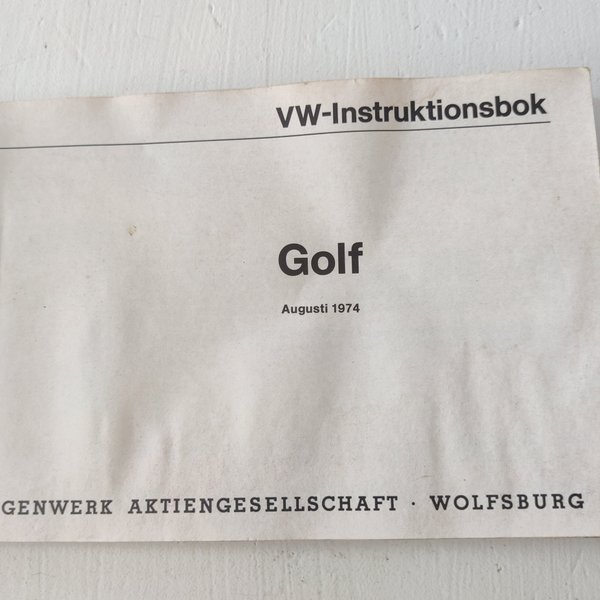 VW-Instruktionsbok
Golf
Augusti 1974
GENWERK AKTIENGESELLSCHAFT · WOLFSBURG